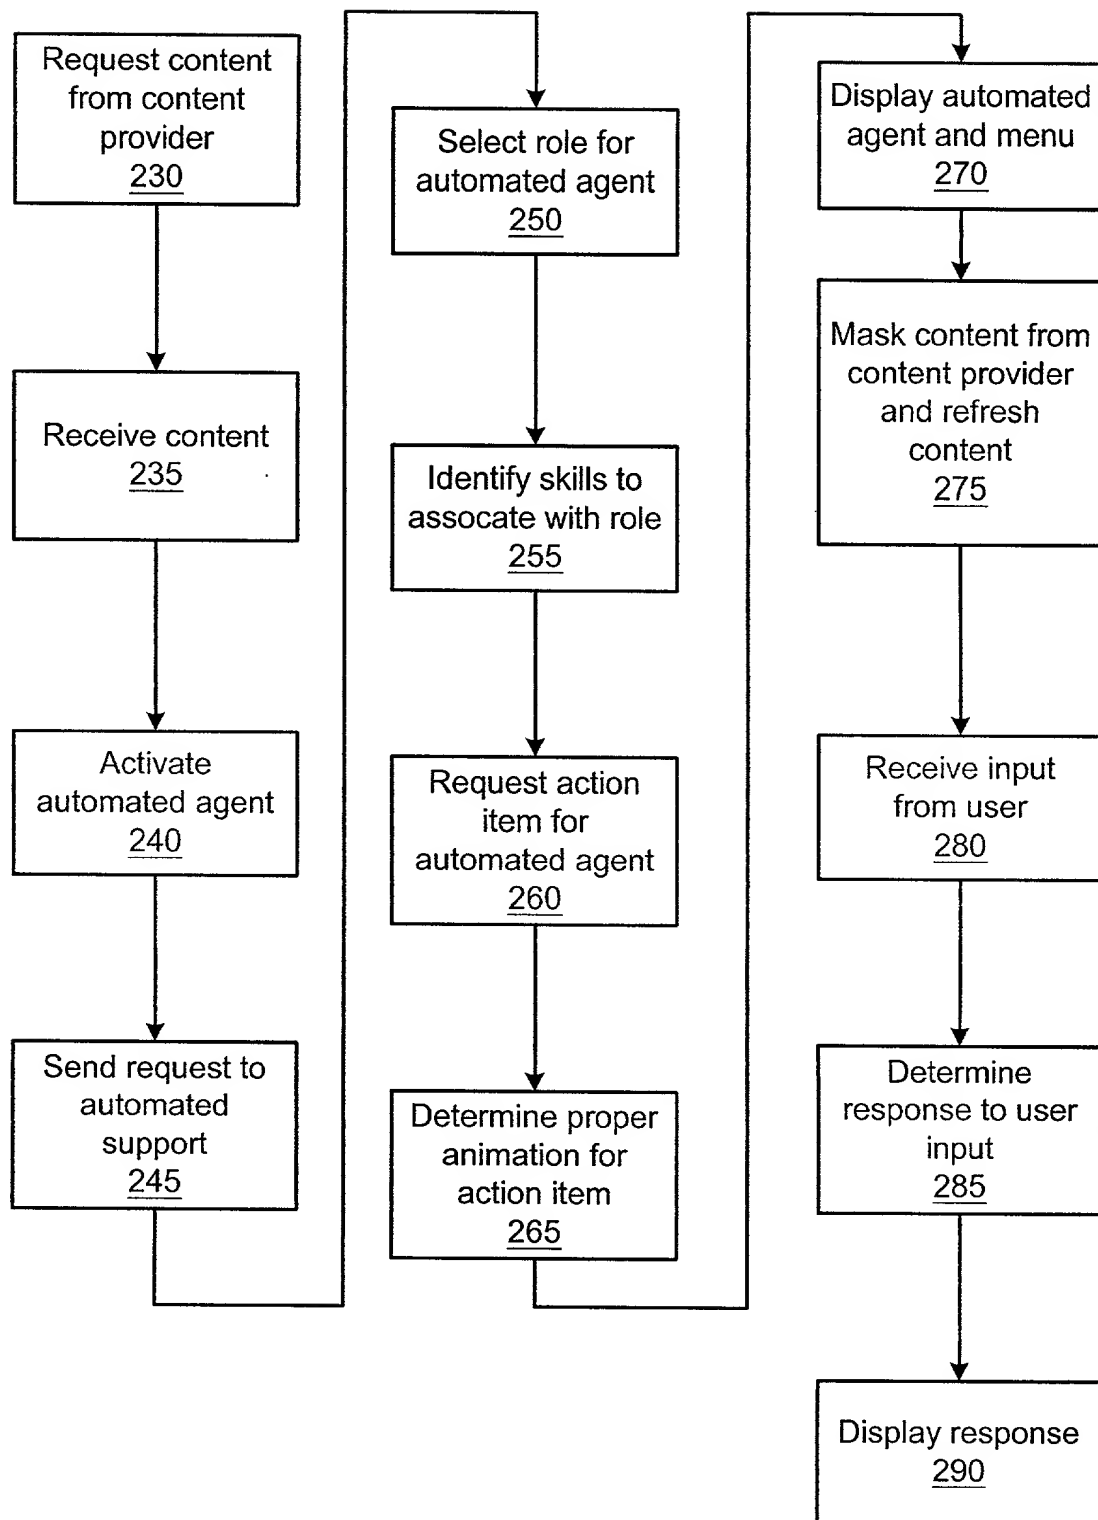 Request content
from content
provider
230
Receive content
235
Activate
automated agent
240
Send request to
automated
support
245
Select role for
automated agent
250
Identify skills to
assocate with role
255
Request action
item for
automated agent
260
Determine proper
animation for
action item
265
Display automated
agent and menu
270
Mask content from
content provider
and refresh
content
275
Receive input
from user
280
Determine
response to user
input
285
Display response
290